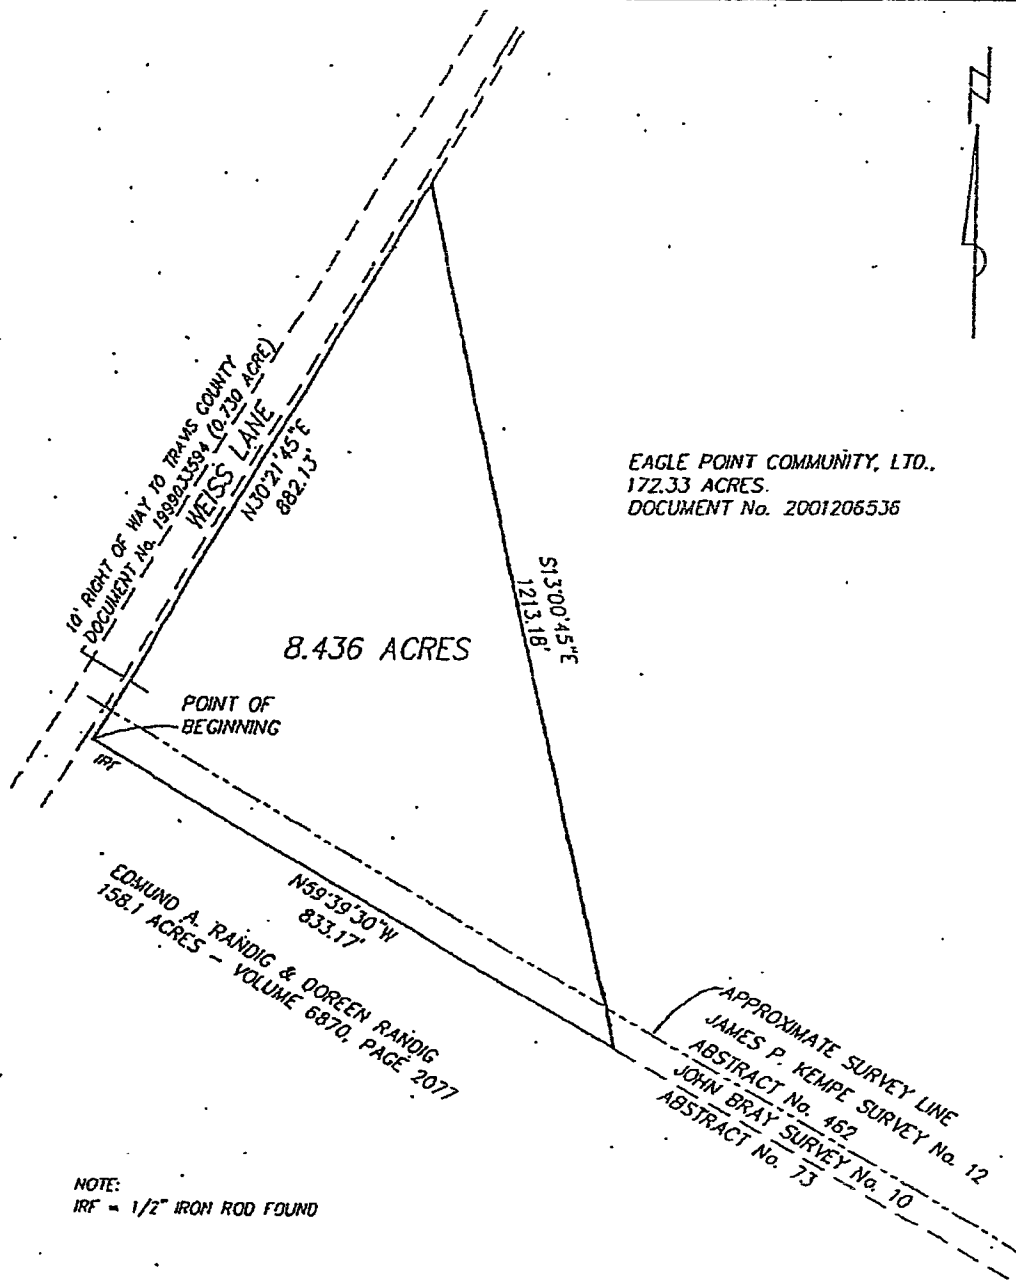 N
10' RIGHT OF WAY TO TRAVIS COUNTY
DOCUMENT No. 1999033594 (0.730 ACRE)
WEISS LANE
N30°21'45"E
882.13'
EAGLE POINT COMMUNITY, LTD.,
172.33 ACRES.
DOCUMENT No. 2001206536
S13°00'45"E
1213.18'
8.436 ACRES
POINT OF
BEGINNING
IRF
N59°39'30"W
833.17'
EDMUND A. RANDIG & DOREEN RANDIG
158.1 ACRES - VOLUME 6870, PAGE 2077
APPROXIMATE SURVEY LINE
JAMES P. KEMPE SURVEY No. 12
ABSTRACT No. 462
JOHN BRAY SURVEY No. 10
ABSTRACT No. 73
NOTE:
IRF = 1/2" IRON ROD FOUND